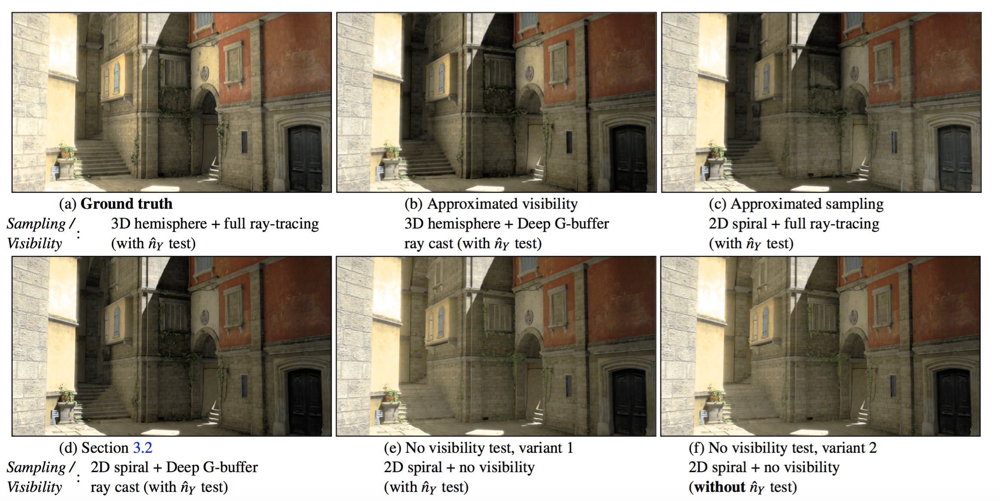 (a) Ground truth
(b) Approximated visibility
(c) Approximated sampling
Sampling / : 3D hemisphere + full ray-tracing
3D hemisphere + Deep G-buffer
2D spiral + full ray-tracing
Visibility (with n̂Y test)
ray cast (with n̂Y test)
(with n̂Y test)
(d) Section 3.2
(e) No visibility test, variant 1
(f) No visibility test, variant 2
Sampling / : 2D spiral + Deep G-buffer
2D spiral + no visibility
2D spiral + no visibility
Visibility ray cast (with n̂Y test)
(with n̂Y test)
(without n̂Y test)